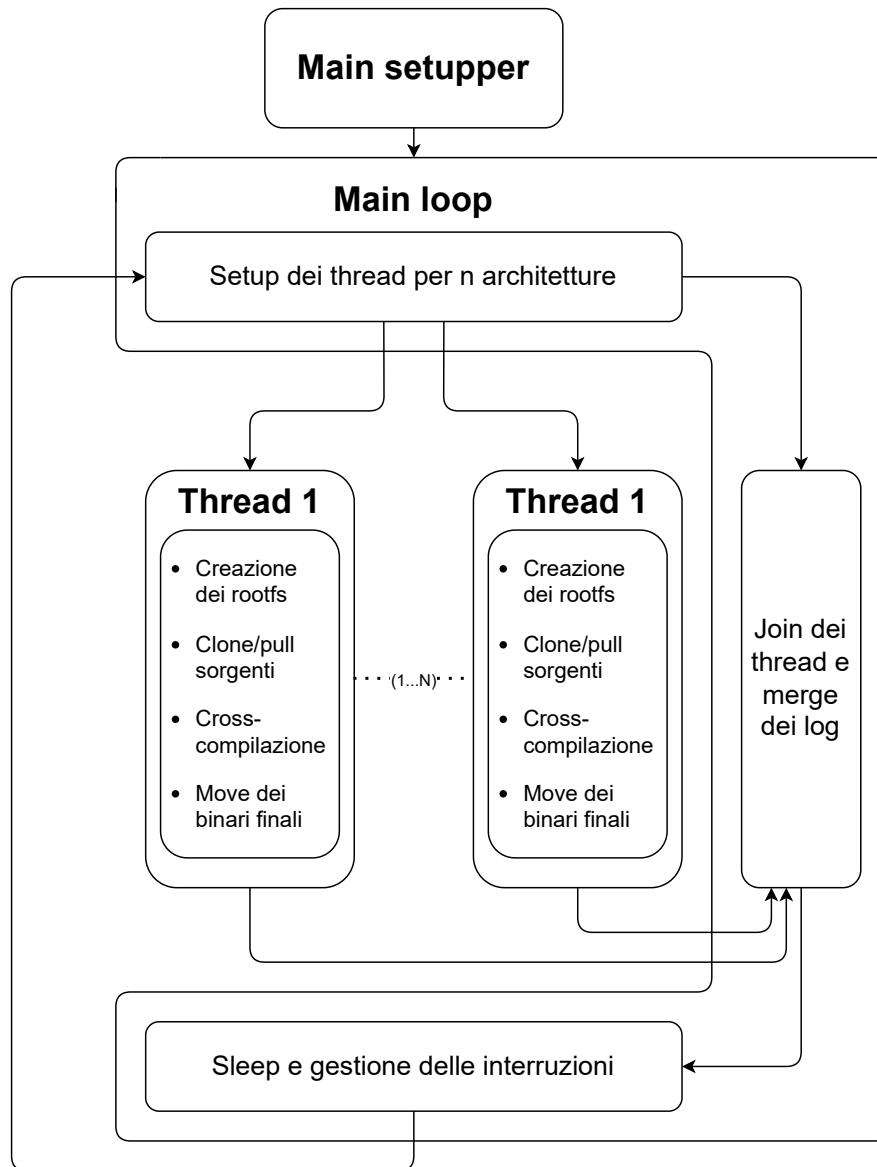 Main setupper
Main loop
Setup dei thread per n architetture
Thread 1
Creazione
dei rootfs
Clone/pull
sorgenti
Cross-
compilazione
Move dei
binari finali
(1...N)
Thread 1
Creazione
dei rootfs
Clone/pull
sorgenti
Cross-
compilazione
Move dei
binari finali
Join dei
thread e
merge
dei log
Sleep e gestione delle interruzioni